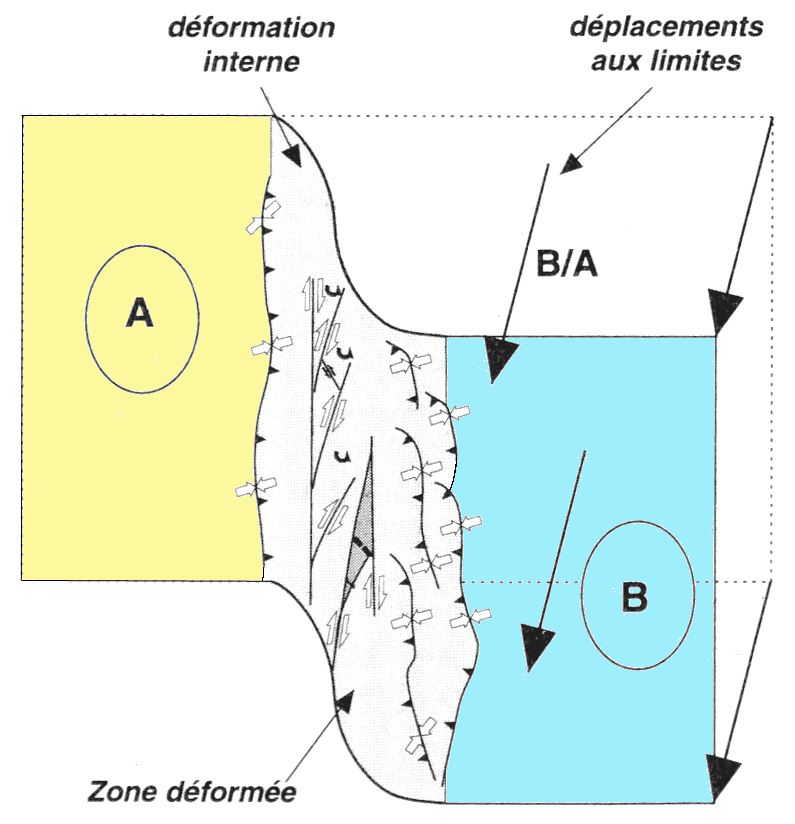 déformation
interne
déplacements
aux limites
B/A
A
B
Zone déformée